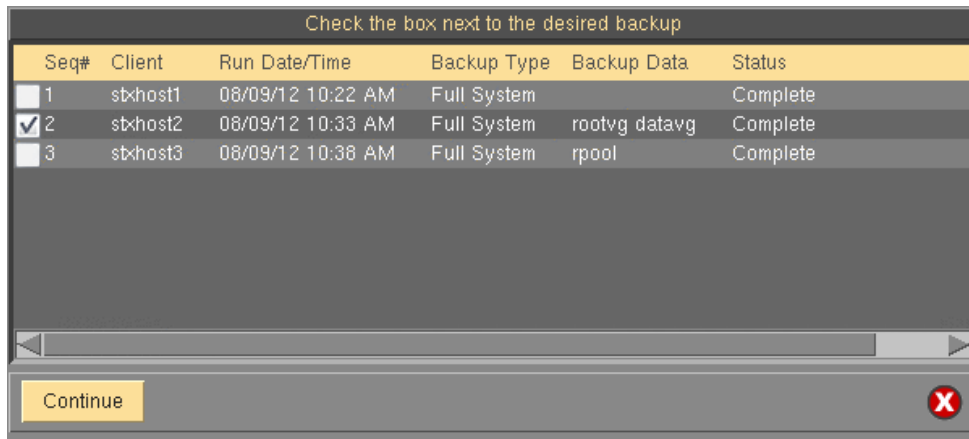 Check the box next to the desired backup
Seq# Client Run Date/Time Backup Type Backup Data Status
1 stxhost1 08/09/12 10:22 AM Full System Complete
2 stxhost2 08/09/12 10:33 AM Full System rootvg datavg Complete
3 stxhost3 08/09/12 10:38 AM Full System rpool Complete
Continue